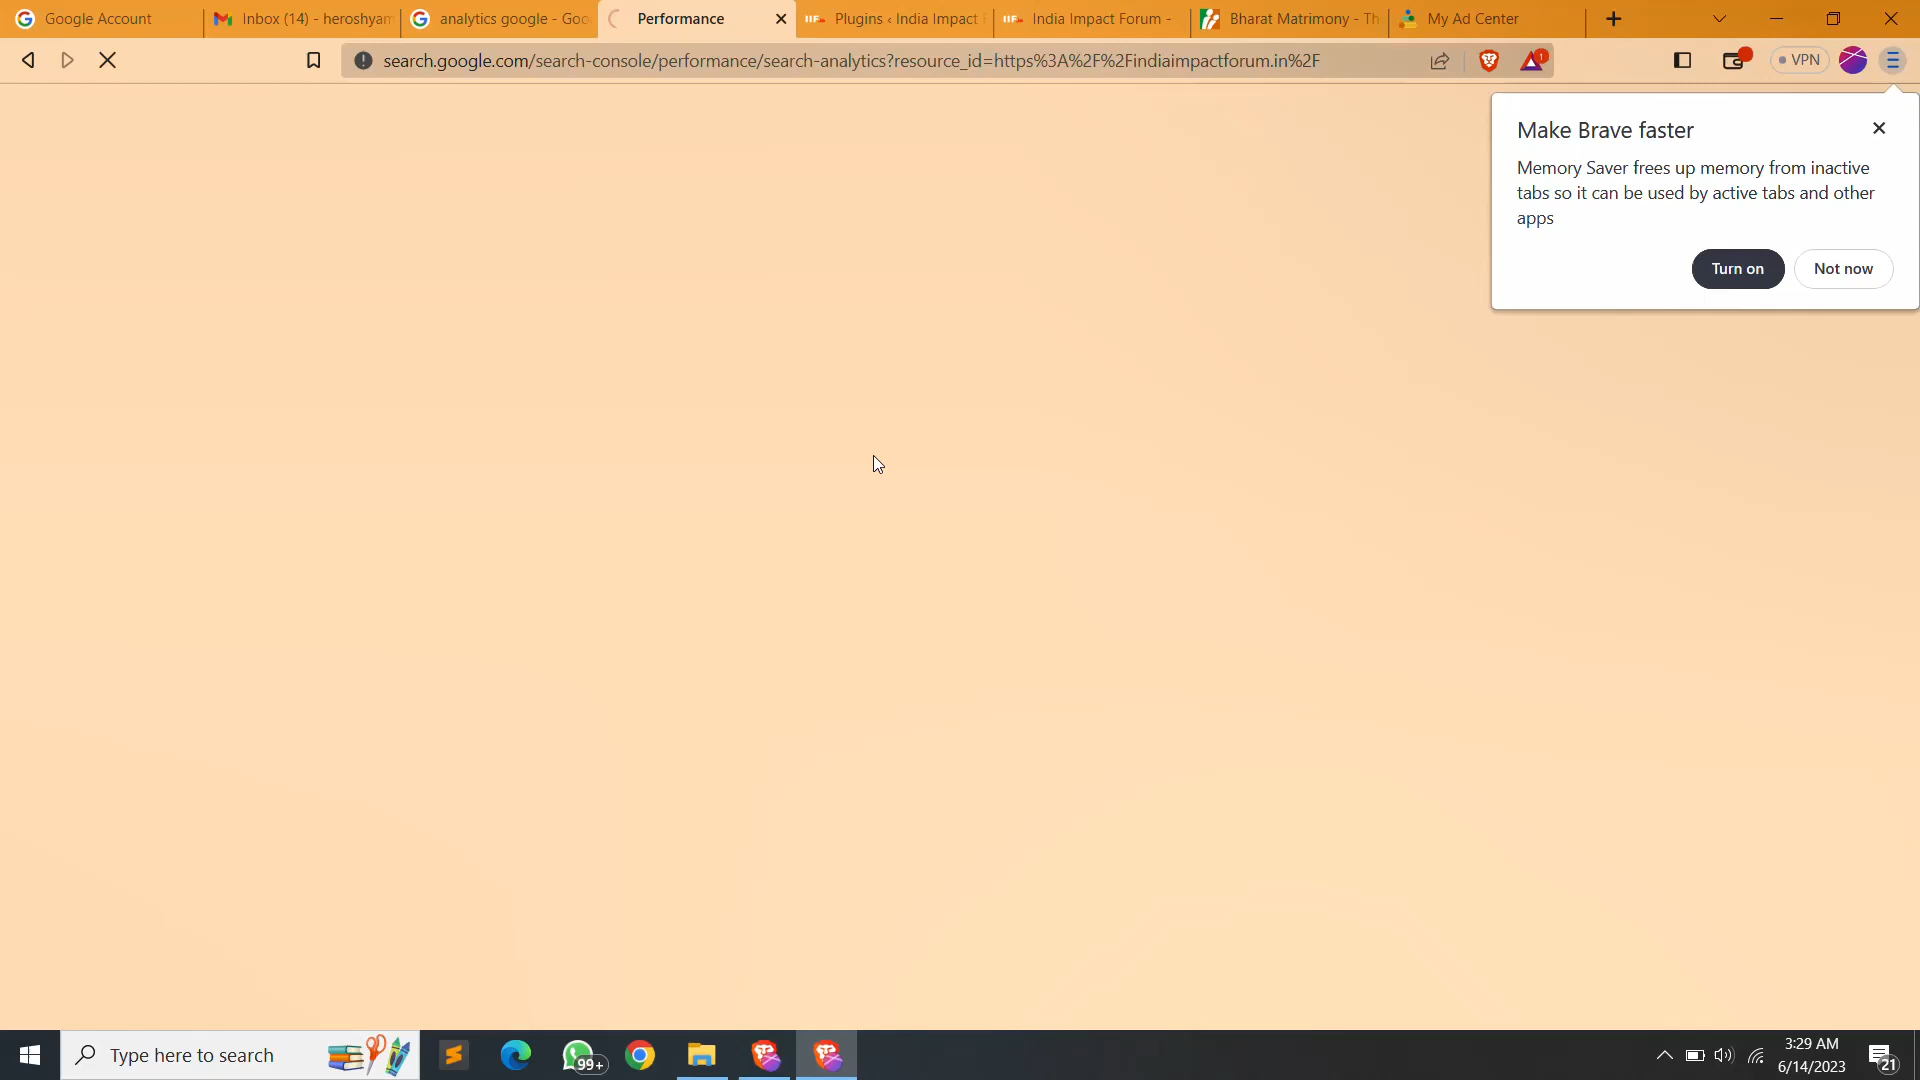 Google Account
Inbox (14) - heroshyam
analytics google - Goo
Performance
Plugins ‹ India Impact F
India Impact Forum -
Bharat Matrimony - Th
My Ad Center
search.google.com/search-console/performance/search-analytics?resource_id=https%3A%2F%2Findiaimpactforum.in%2F
1
VPN
Make Brave faster
Memory Saver frees up memory from inactive
tabs so it can be used by active tabs and other
apps
Turn on
Not now
Type here to search
99+
3:29 AM
6/14/2023
21